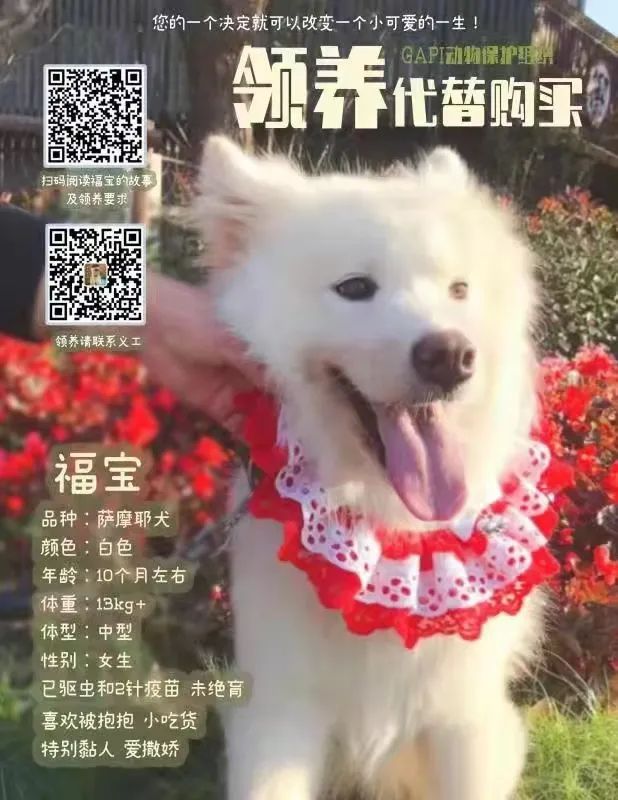 您的一个决定就可以改变一个小可爱的一生！
GAPI动物保护组织
领养代替购买
扫码阅读福宝的故事
及领养要求
领养请联系义工
福宝
品种：萨摩耶犬
颜色：白色
年龄：10个月左右
体重：13kg+
体型：中型
性别：女生
已驱虫和2针疫苗 未绝育
喜欢被抱抱 小吃货
特别黏人 爱撒娇